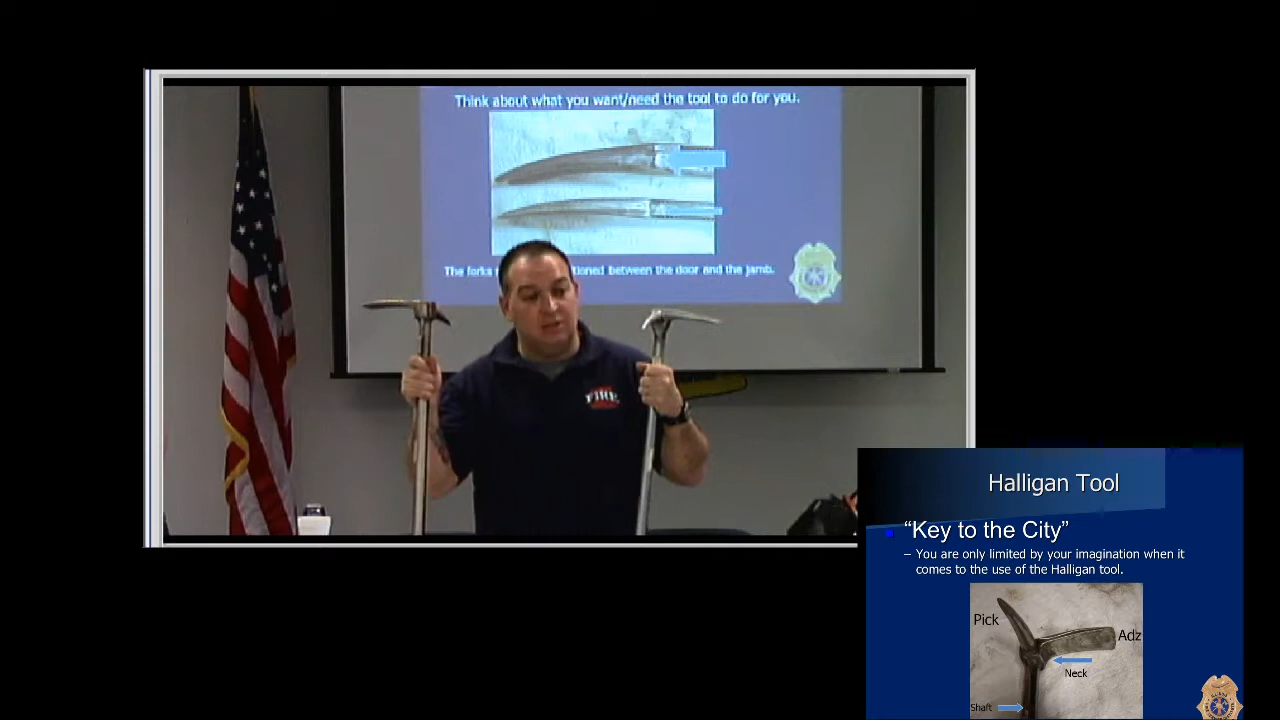 Think about what you want/need the tool to do for you.
The forks tioned between the door and the jamb.
FIRE
Halligan Tool
“Key to the City”
– You are only limited by your imagination when it
comes to the use of the Halligan tool.
Pick
Adz
Neck
Shaft